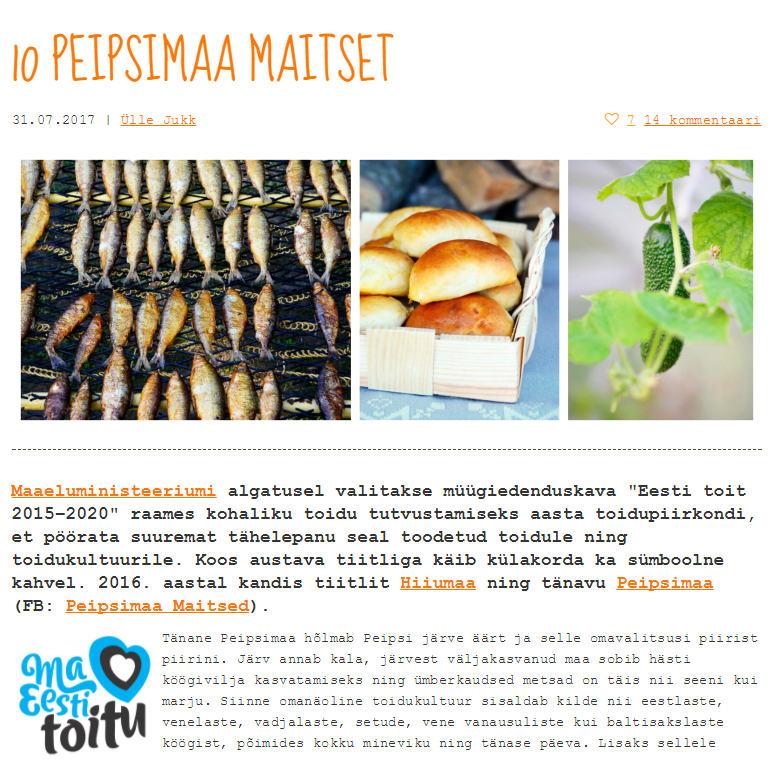 10 PEIPSIMAA MAITSET
31.07.2017 | Ülle Jukk
7 14 kommentaari
Maaeluministeeriumi algatusel valitakse müügiedenduskava "Eesti toit
2015–2020" raames kohaliku toidu tutvustamiseks aasta toidupiirkondi,
et pöörata suuremat tähelepanu seal toodetud toidule ning
toidukultuurile. Koos austava tiitliga käib külakorda ka sümboolne
kahvel. 2016. aastal kandis tiitlit Hiiumaa ning tänavu Peipsimaa
(FB: Peipsimaa Maitsed).
Ma
Eesti
toitu
Tänane Peipsimaa hõlmab Peipsi järve äärt ja selle omavalitsusi piirist
piirini. Järv annab kala, järvest väljakasvanud maa sobib hästi
köögivilja kasvatamiseks ning ümberkaudsed metsad on täis nii seeni kui
marju. Siinne omanäoline toidukultuur sisaldab kilde nii eestlaste,
venelaste, vadjalaste, setude, vene vanausuliste kui baltisakslaste
köögist, põimides kokku mineviku ning tänase päeva. Lisaks sellele